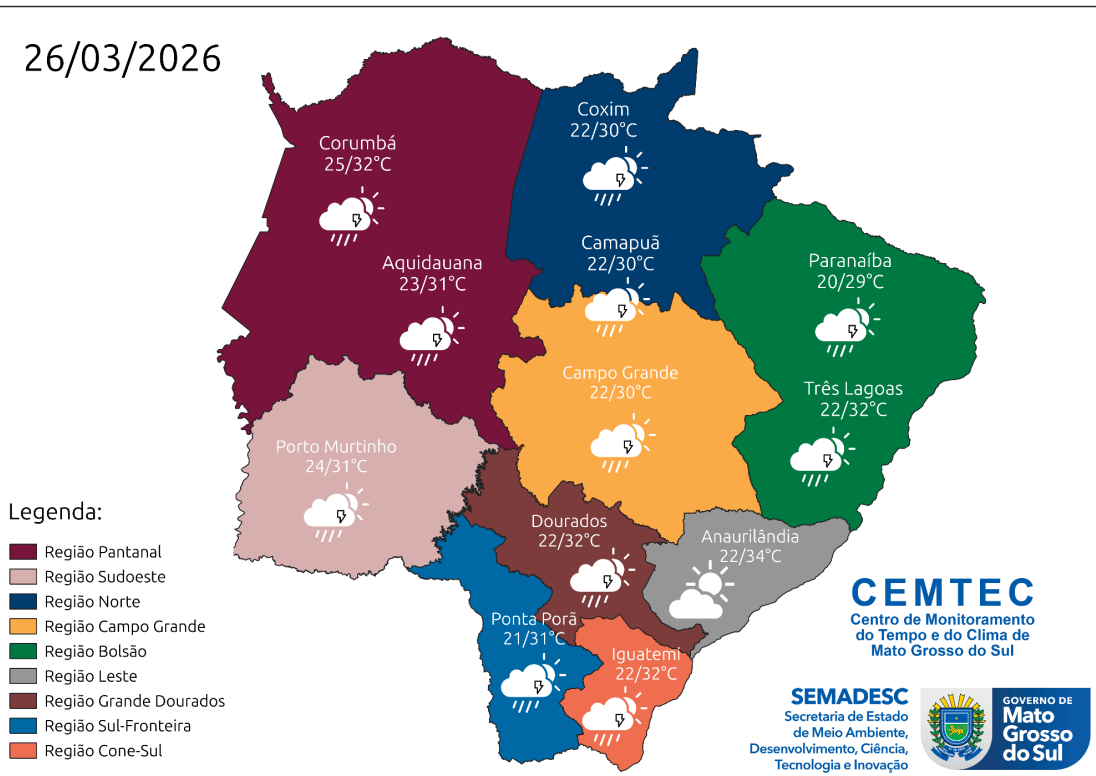 26/03/2026
Coxim
22/30°C
Corumbá
25/32°C
Camapuã
22/30°C
Aquidauana
23/31°C
Paranaíba
20/29°C
Campo Grande
22/30°C
Três Lagoas
22/32°C
Porto Murtinho
24/31°C
Dourados
22/32°C
Anaurilândia
22/34°C
Ponta Porã
21/31°C
Iguatemi
22/32°C
Legenda:
Região Pantanal
Região Sudoeste
Região Norte
Região Campo Grande
Região Bolsão
Região Leste
Região Grande Dourados
Região Sul-Fronteira
Região Cone-Sul
CEMTEC
Centro de Monitoramento
do Tempo e do Clima de
Mato Grosso do Sul
SEMADESC
Secretaria de Estado
de Meio Ambiente,
Desenvolvimento, Ciência,
Tecnologia e Inovação
GOVERNO DE
Mato
Grosso
do Sul